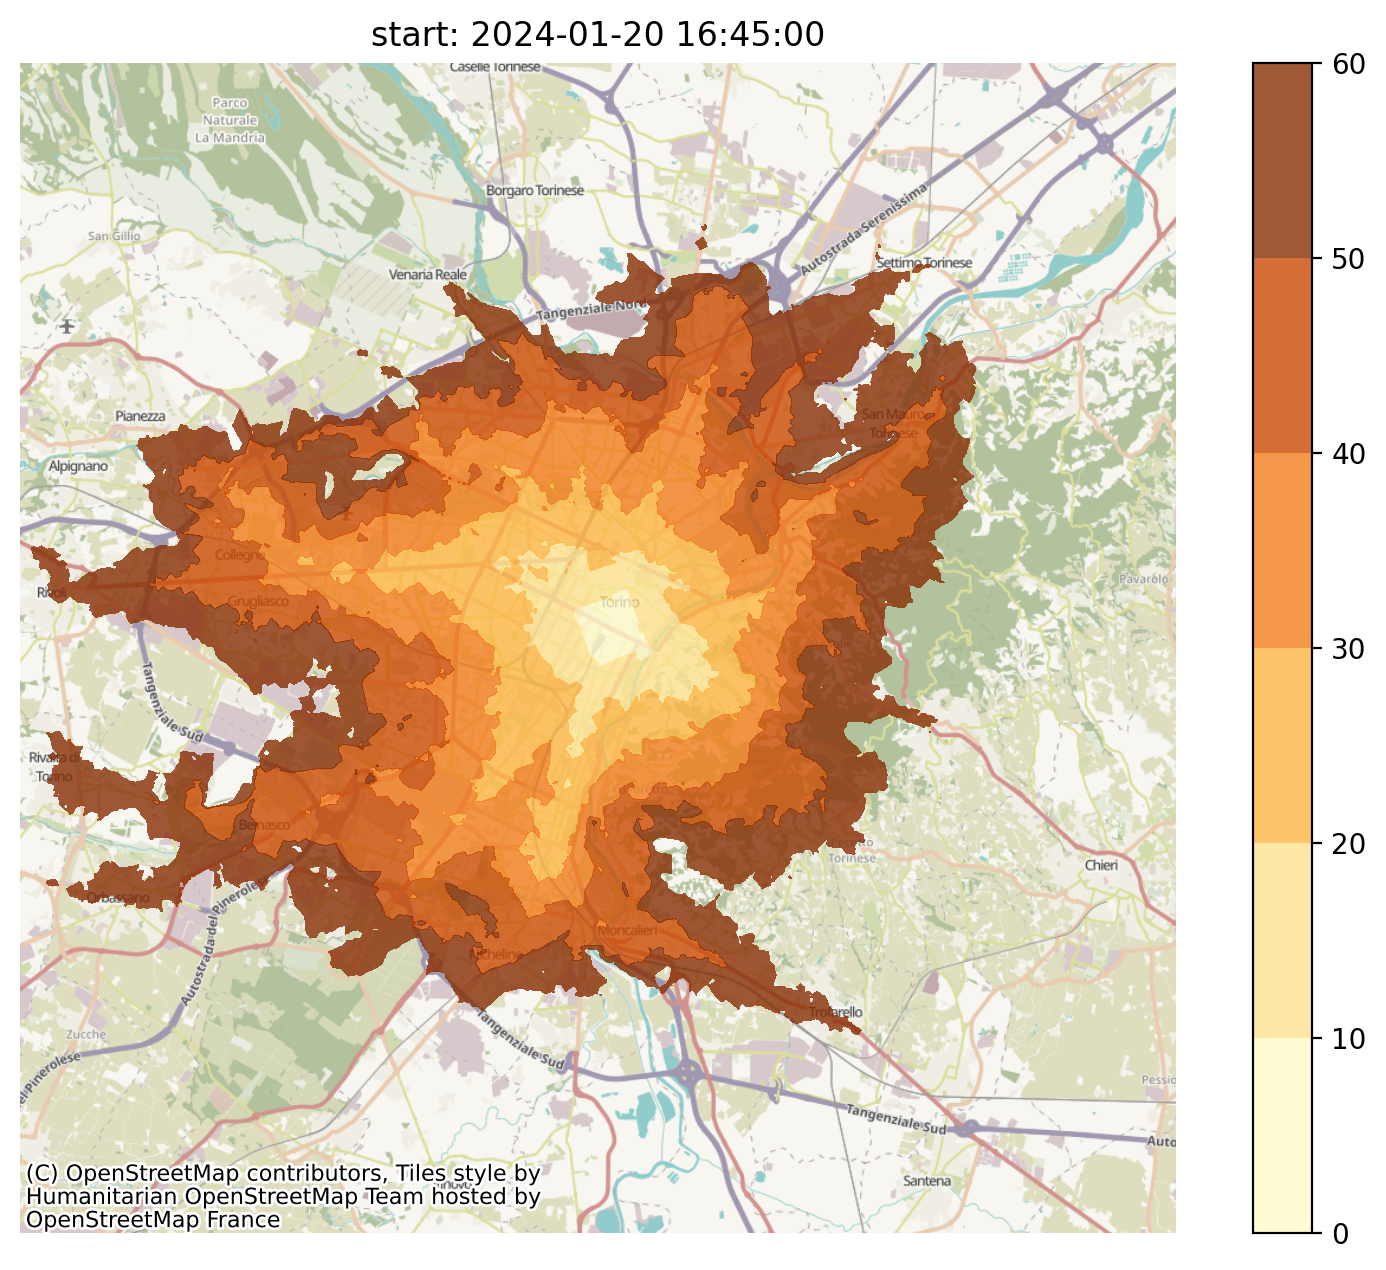 start: 2024-01-20 16:45:00
Caselle Torinese
Parco
Naturale
La Mandria
Borgaro Torinese
Autostrada Serenissima
San Gillio
Venaria Reale
Settimo Torinese
Tangenziale Nord
Pianezza
San Mauro
Torinese
Alpignano
Collegno
Pavarolo
Rivoli
Grugliasco
Torino
Tangenziale Sud
Rivalta di
Torino
Beinasco
Torinese
Chieri
Orbassano
Autostrada del Pinerolese
Moncalieri
Nichelino
Trofarello
Zucche
Tangenziale Sud
Pinerolese
Pessio
Tangenziale Sud
Auto
Santena
(C) OpenStreetMap contributors, Tiles style by
Humanitarian OpenStreetMap Team hosted by
OpenStreetMap France
60
50
40
30
20
10
0